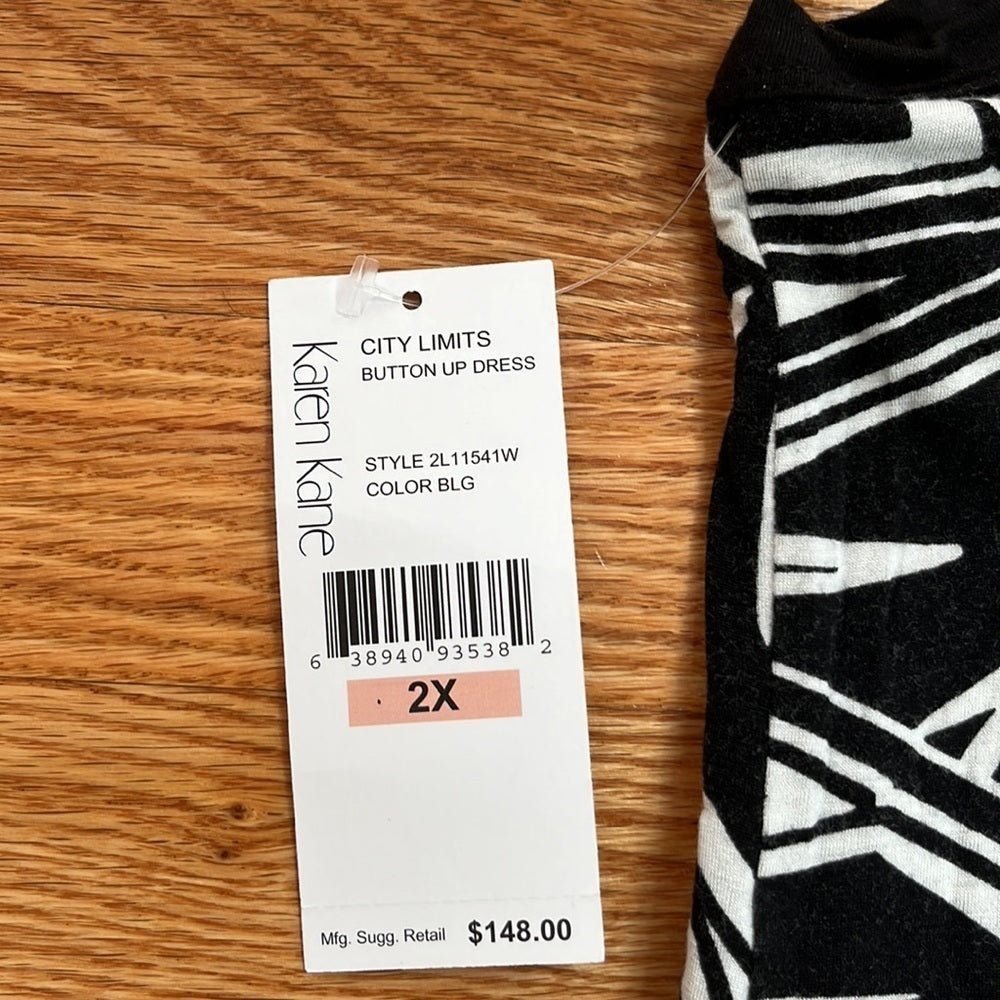 Karen Kane
CITY LIMITS
BUTTON UP DRESS
STYLE 2L11541W
COLOR BLG
6 38940 93538 2
2X
Mfg. Sugg. Retail $148.00